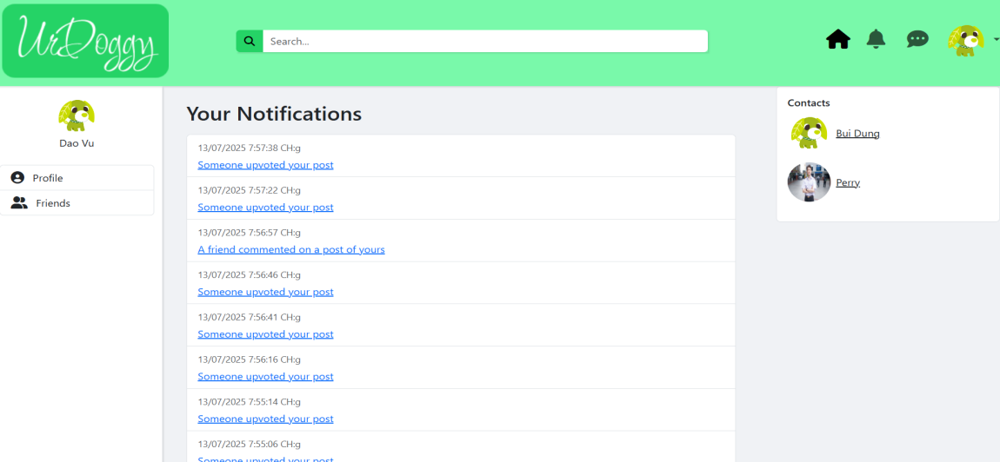 UrDoggy
Search...
Dao Vu
Profile
Friends
Your Notifications
13/07/2025 7:57:38 CH:g
Someone upvoted your post
13/07/2025 7:57:22 CH:g
Someone upvoted your post
13/07/2025 7:56:57 CH:g
A friend commented on a post of yours
13/07/2025 7:56:46 CH:g
Someone upvoted your post
13/07/2025 7:56:41 CH:g
Someone upvoted your post
13/07/2025 7:56:16 CH:g
Someone upvoted your post
13/07/2025 7:55:14 CH:g
Someone upvoted your post
13/07/2025 7:55:06 CH:g
Someone upvoted your post
Contacts
Bui Dung
Perry